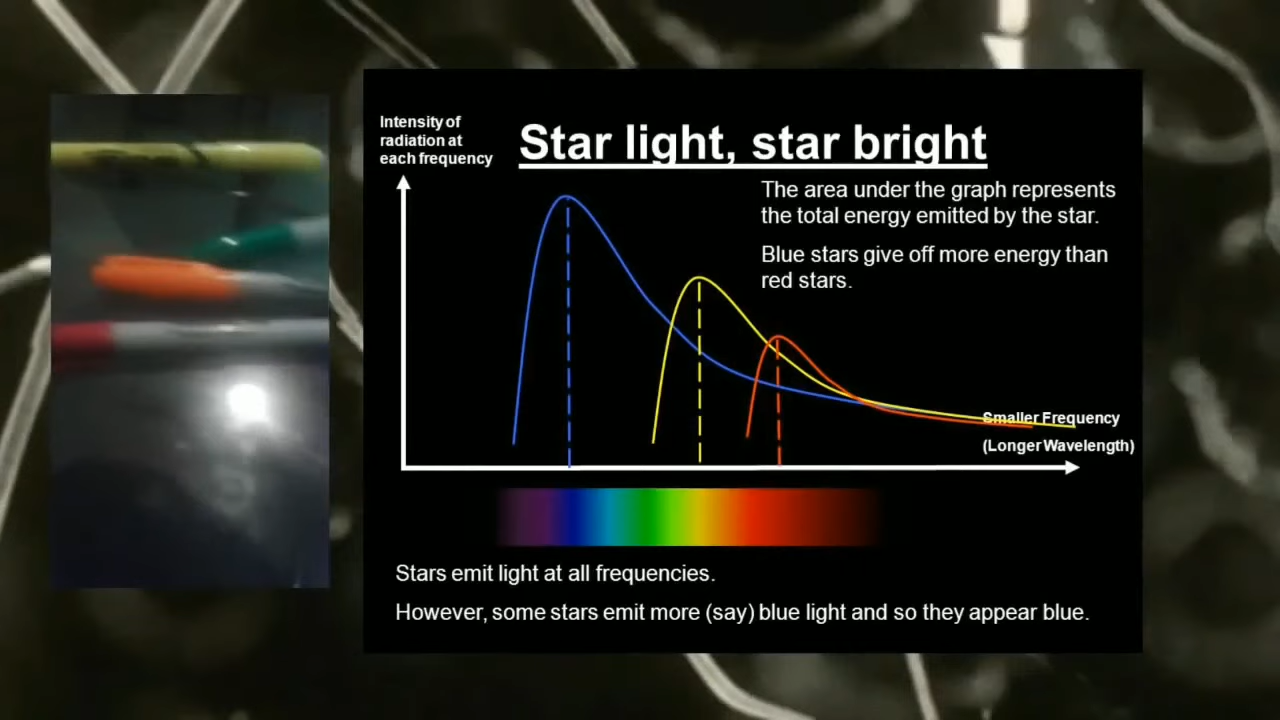 Intensity of
radiation at
each frequency
Star light, star bright
The area under the graph represents
the total energy emitted by the star.
Blue stars give off more energy than
red stars.
Smaller Frequency
(Longer Wavelength)
Stars emit light at all frequencies.
However, some stars emit more (say) blue light and so they appear blue.